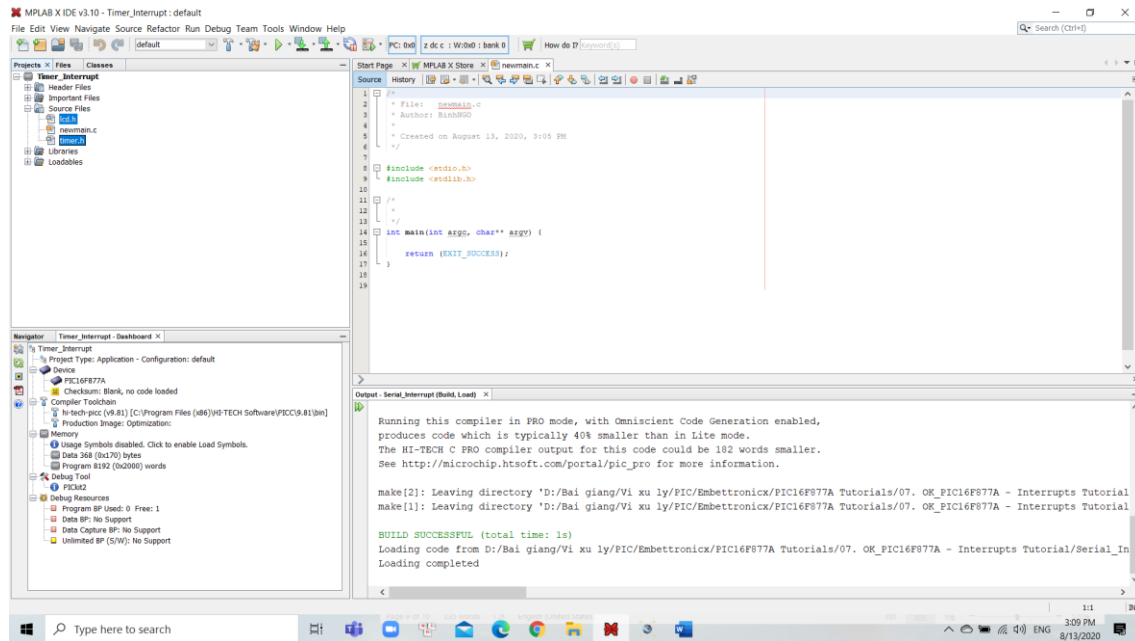 MPLAB X IDE v3.10 - Timer_Interrupt : default
File Edit View Navigate Source Refactor Run Debug Team Tools Window Help
Search (Ctrl+I)
default
PC: 0x0
z dc c : W:0x0 : bank 0
How do I?
Keyword(s)
Projects × Files Classes
Timer_Interrupt
Header Files
Important Files
Source Files
lcd.h
newmain.c
timer.h
Libraries
Loadables
Start Page × MPLAB X Store × newmain.c ×
Source History
1 /*
2 * File: newmain.c
3 * Author: BinhNGO
4 *
5 * Created on August 13, 2020, 3:05 PM
6 */
7
8 #include <stdio.h>
9 #include <stdlib.h>
10
11 /*
12 *
13 */
14 int main(int argc, char** argv) {
15
16 return (EXIT_SUCCESS);
17 }
18
19
Navigator Timer_Interrupt - Dashboard ×
Timer_Interrupt
Project Type: Application - Configuration: default
Device
PIC16F877A
Checksum: Blank, no code loaded
Compiler Toolchain
hi-tech-picc (v9.81) [C:\Program Files (x86)\HI-TECH Software\PICC\9.81\bin]
Production Image: Optimization:
Memory
Usage Symbols disabled. Click to enable Load Symbols.
Data 368 (0x170) bytes
Program 8192 (0x2000) words
Debug Tool
PICkit2
Debug Resources
Program BP Used: 0 Free: 1
Data BP: No Support
Data Capture BP: No Support
Unlimited BP (S/W): No Support
Output - Serial_Interrupt (Build, Load) ×
Running this compiler in PRO mode, with Omniscient Code Generation enabled,
produces code which is typically 40% smaller than in Lite mode.
The HI-TECH C PRO compiler output for this code could be 182 words smaller.
See http://microchip.htsoft.com/portal/pic_pro for more information.
make[2]: Leaving directory 'D:/Bai giang/Vi xu ly/PIC/Embettronicx/PIC16F877A Tutorials/07. OK_PIC16F877A - Interrupts Tutorial
make[1]: Leaving directory 'D:/Bai giang/Vi xu ly/PIC/Embettronicx/PIC16F877A Tutorials/07. OK_PIC16F877A - Interrupts Tutorial
BUILD SUCCESSFUL (total time: 1s)
Loading code from D:/Bai giang/Vi xu ly/PIC/Embettronicx/PIC16F877A Tutorials/07. OK_PIC16F877A - Interrupts Tutorial/Serial_In
Loading completed
1:1
Type here to search
ENG
3:09 PM
8/13/2020